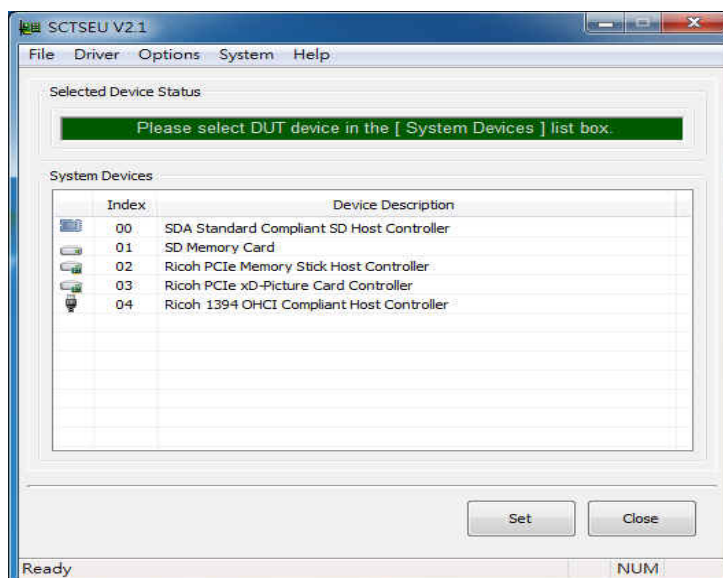 SCTSEU V2.1
File Driver Options System Help
Selected Device Status
Please select DUT device in the [ System Devices ] list box.
System Devices
Index Device Description
00 SDA Standard Compliant SD Host Controller
01 SD Memory Card
02 Ricoh PCIe Memory Stick Host Controller
03 Ricoh PCIe xD-Picture Card Controller
04 Ricoh 1394 OHCI Compliant Host Controller
Set Close
Ready NUM